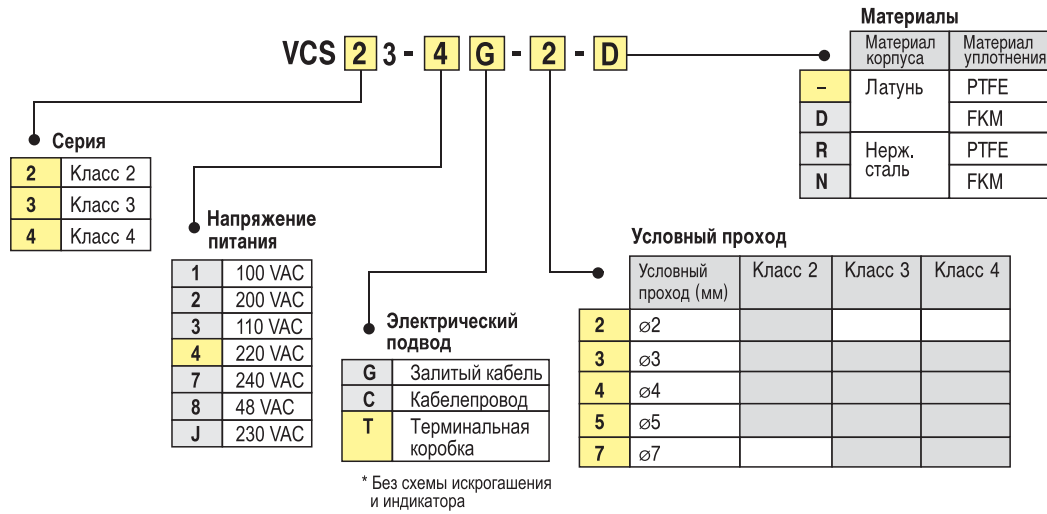 VCS 2 3 - 4 G - 2 - D
Материалы
Материал корпуса Материал уплотнения
– Латунь PTFE
D FKM
R Нерж. сталь PTFE
N FKM
Серия
2 Класс 2
3 Класс 3
4 Класс 4
Напряжение
питания
1 100 VAC
2 200 VAC
3 110 VAC
4 220 VAC
7 240 VAC
8 48 VAC
J 230 VAC
Электрический
подвод
G Залитый кабель
C Кабелепровод
T Терминальная
коробка
* Без схемы искрогашения
и индикатора
Условный проход
Условный проход (мм) Класс 2 Класс 3 Класс 4
2 ⌀2
3 ⌀3
4 ⌀4
5 ⌀5
7 ⌀7